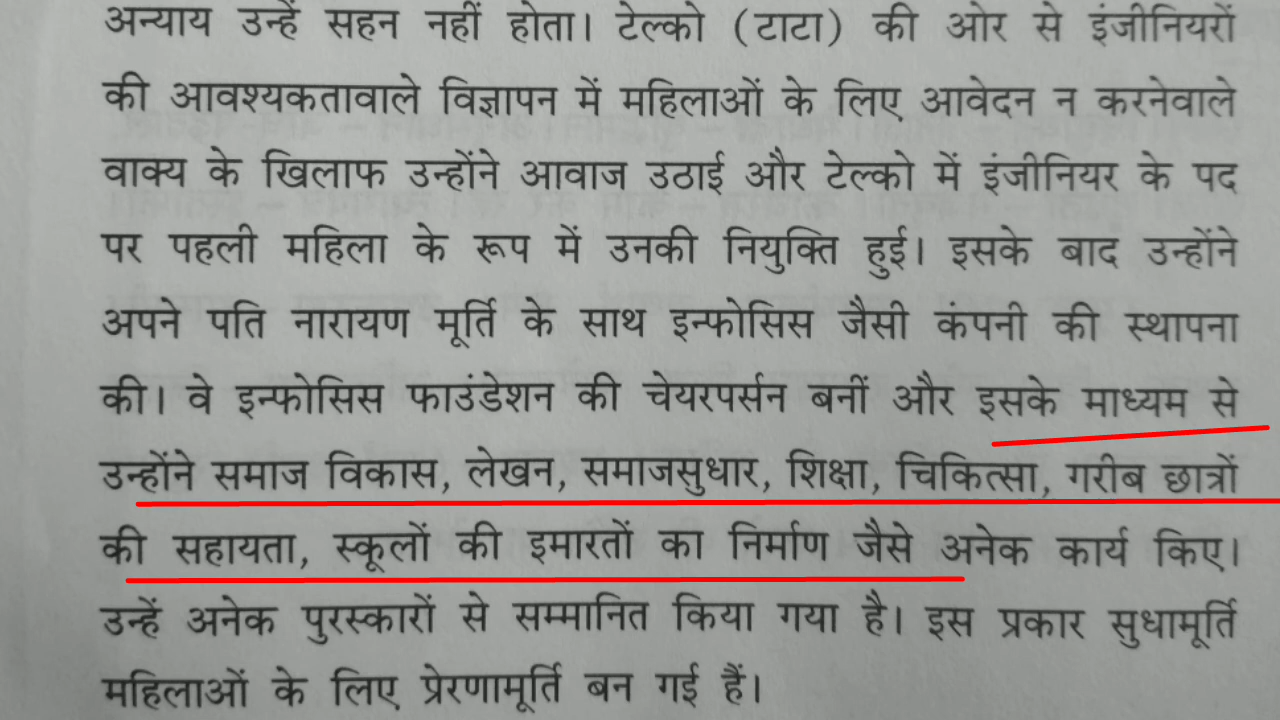 अन्याय उन्हें सहन नहीं होता। टेल्को (टाटा) की ओर से इंजीनियरों
की आवश्यकतावाले विज्ञापन में महिलाओं के लिए आवेदन न करनेवाले
वाक्य के खिलाफ उन्होंने आवाज उठाई और टेल्को में इंजीनियर के पद
पर पहली महिला के रूप में उनकी नियुक्ति हुई। इसके बाद उन्होंने
अपने पति नारायण मूर्ति के साथ इन्फोसिस जैसी कंपनी की स्थापना
की। वे इन्फोसिस फाउंडेशन की चेयरपर्सन बनीं और इसके माध्यम से
उन्होंने समाज विकास, लेखन, समाजसुधार, शिक्षा, चिकित्सा, गरीब छात्रों
की सहायता, स्कूलों की इमारतों का निर्माण जैसे अनेक कार्य किए।
उन्हें अनेक पुरस्कारों से सम्मानित किया गया है। इस प्रकार सुधामूर्ति
महिलाओं के लिए प्रेरणामूर्ति बन गई हैं।